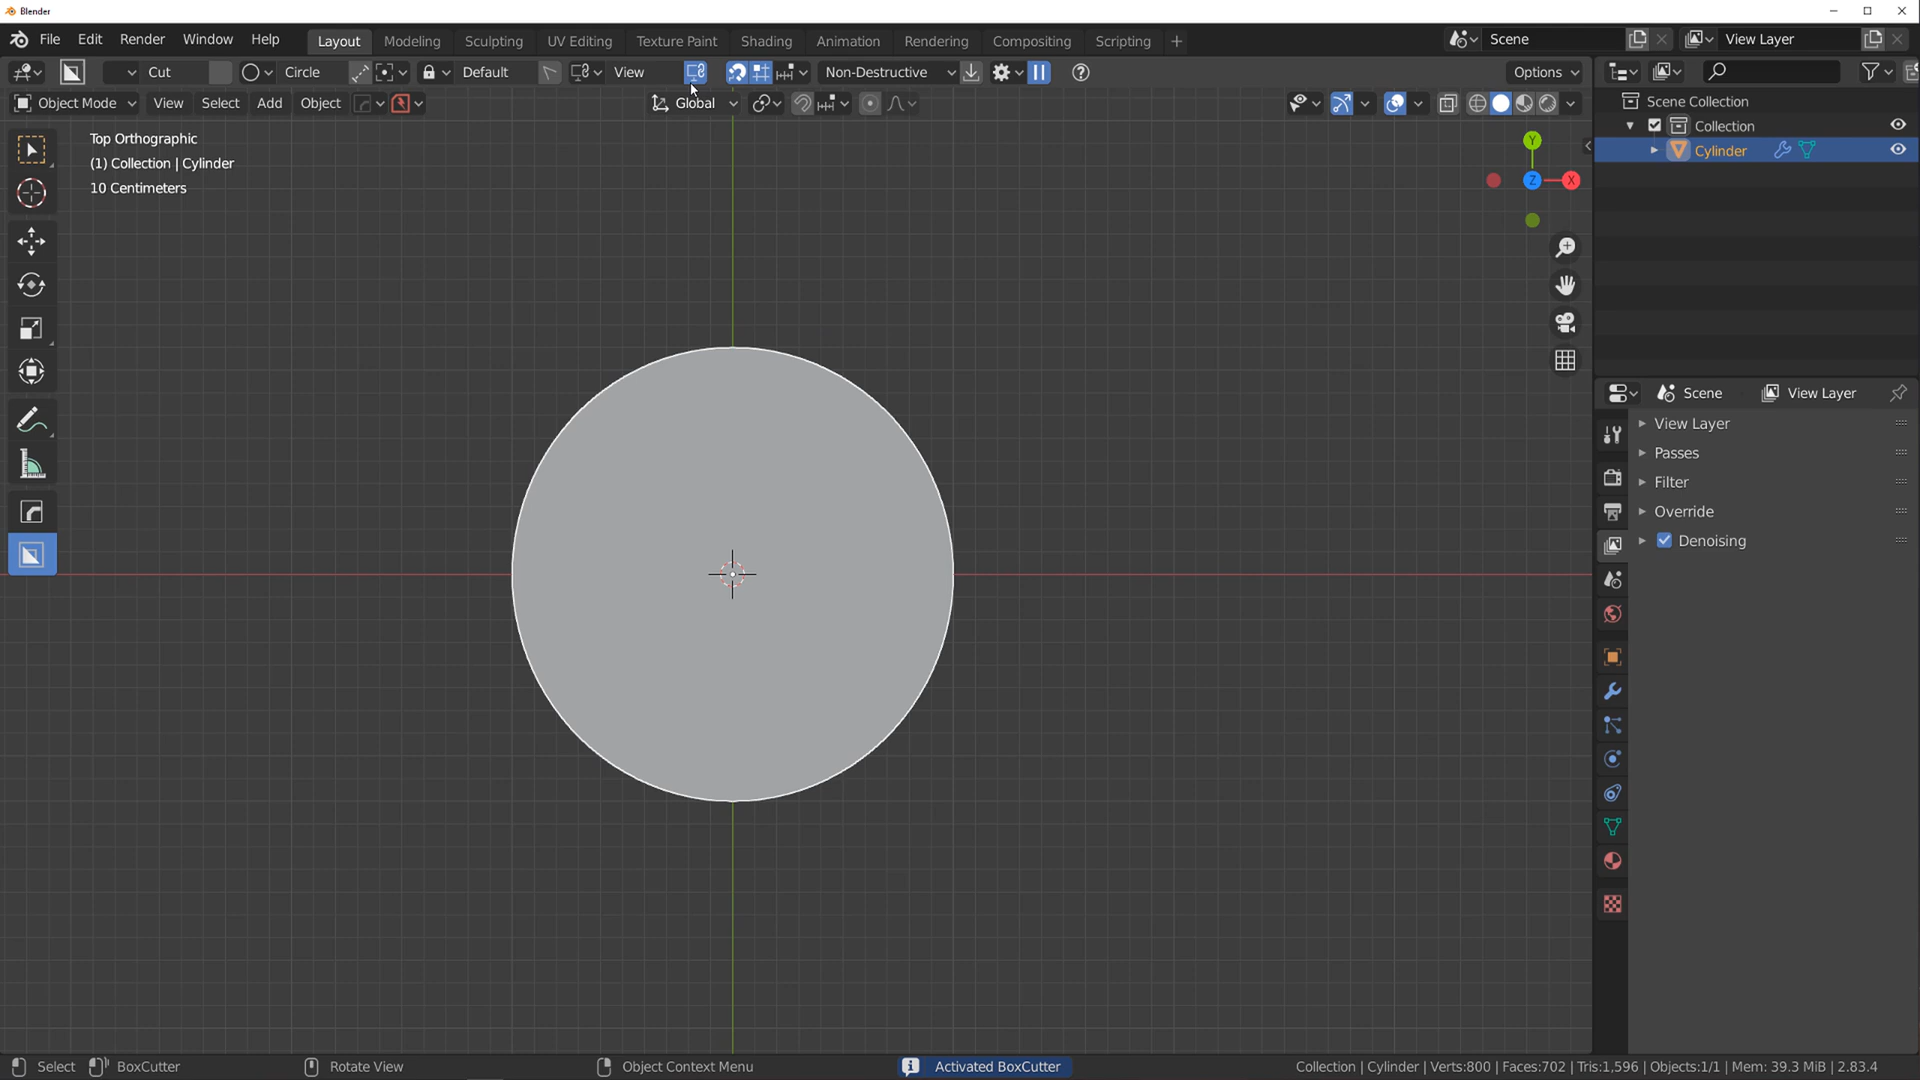 Blender
File Edit Render Window Help Layout Modeling Sculpting UV Editing Texture Paint Shading Animation Rendering Compositing Scripting + Scene View Layer
Cut Circle Default View Non-Destructive Options
Object Mode View Select Add Object Global
Top Orthographic
(1) Collection | Cylinder
10 Centimeters
Y
Z X
Scene Collection
Collection
Cylinder
Scene View Layer
View Layer
Passes
Filter
Override
Denoising
Select BoxCutter Rotate View Object Context Menu Activated BoxCutter Collection | Cylinder | Verts:800 | Faces:702 | Tris:1,596 | Objects:1/1 | Mem: 39.3 MiB | 2.83.4